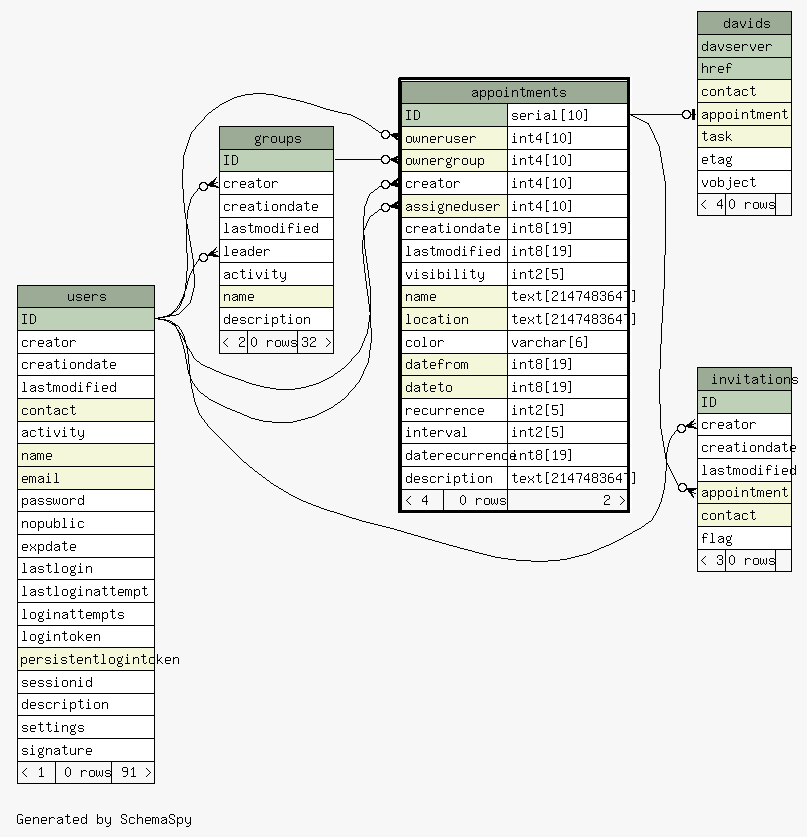 davids
davserver
href
contact
appointment
task
etag
vobject
< 4 0 rows
appointments
ID serial[10]
owneruser int4[10]
ownergroup int4[10]
creator int4[10]
assigneduser int4[10]
creationdate int8[19]
lastmodified int8[19]
visibility int2[5]
name text[2147483647]
location text[2147483647]
color varchar[6]
datefrom int8[19]
dateto int8[19]
recurrence int2[5]
interval int2[5]
daterecurrence int8[19]
description text[2147483647]
< 4 0 rows 2 >
groups
ID
creator
creationdate
lastmodified
leader
activity
name
description
< 2 0 rows 32 >
users
ID
creator
creationdate
lastmodified
contact
activity
name
email
password
nopublic
expdate
lastlogin
lastloginattempt
loginattempts
logintoken
persistentlogintoken
sessionid
description
settings
signature
< 1 0 rows 91 >
invitations
ID
creator
creationdate
lastmodified
appointment
contact
flag
< 3 0 rows
Generated by SchemaSpy